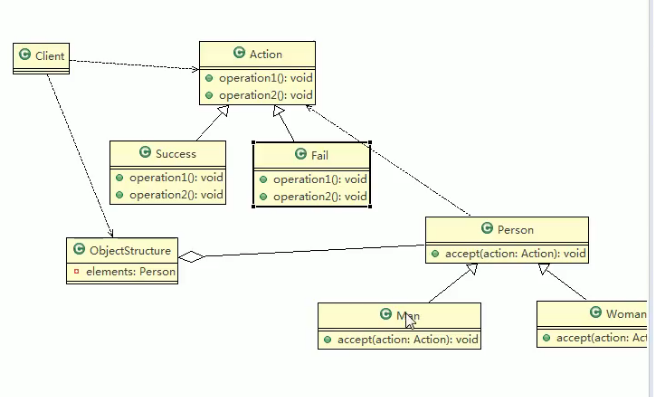 Client
Action
operation1(): void
operation2(): void
Success
operation1(): void
operation2(): void
Fail
operation1(): void
operation2(): void
Person
accept(action: Action): void
ObjectStructure
elements: Person
Man
accept(action: Action): void
Woman
accept(action: Act